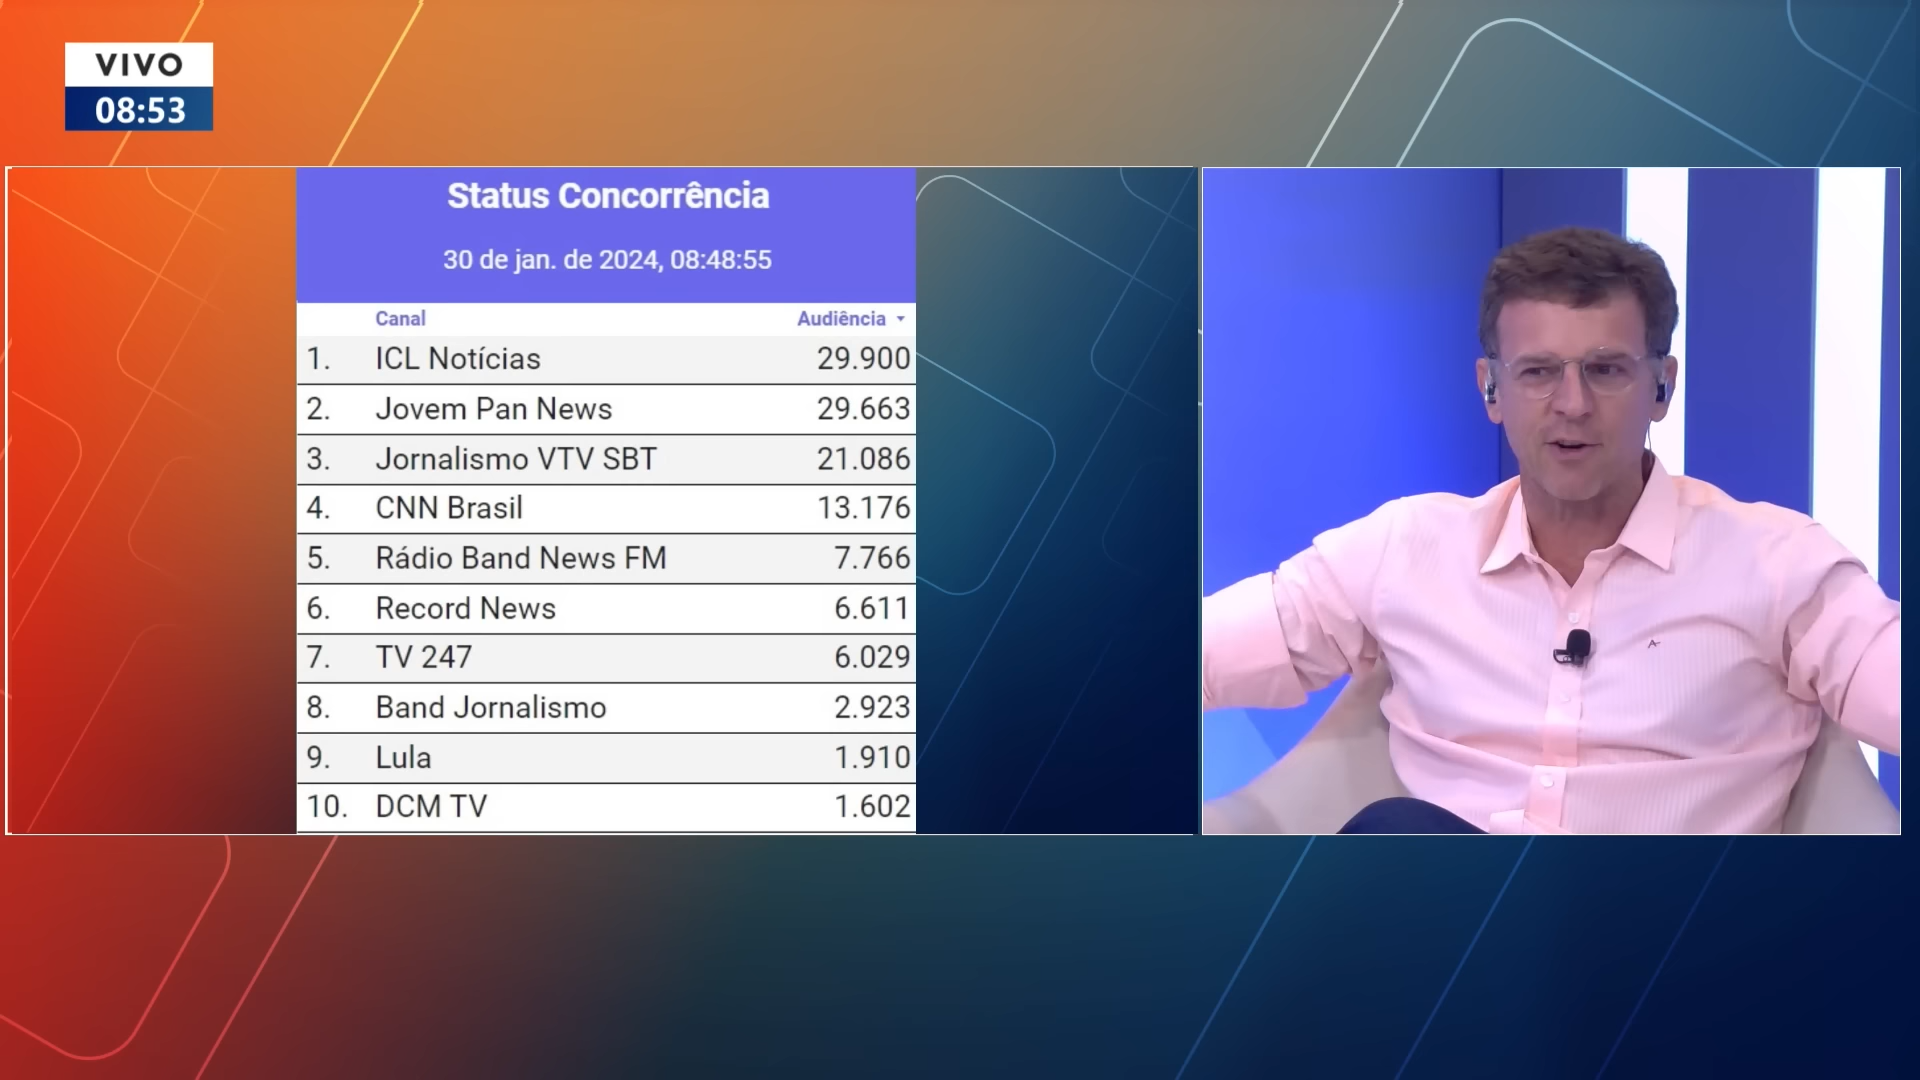 VIVO
08:53
Status Concorrência
30 de jan. de 2024, 08:48:55
Canal Audiência
1. ICL Notícias 29.900
2. Jovem Pan News 29.663
3. Jornalismo VTV SBT 21.086
4. CNN Brasil 13.176
5. Rádio Band News FM 7.766
6. Record News 6.611
7. TV 247 6.029
8. Band Jornalismo 2.923
9. Lula 1.910
10. DCM TV 1.602